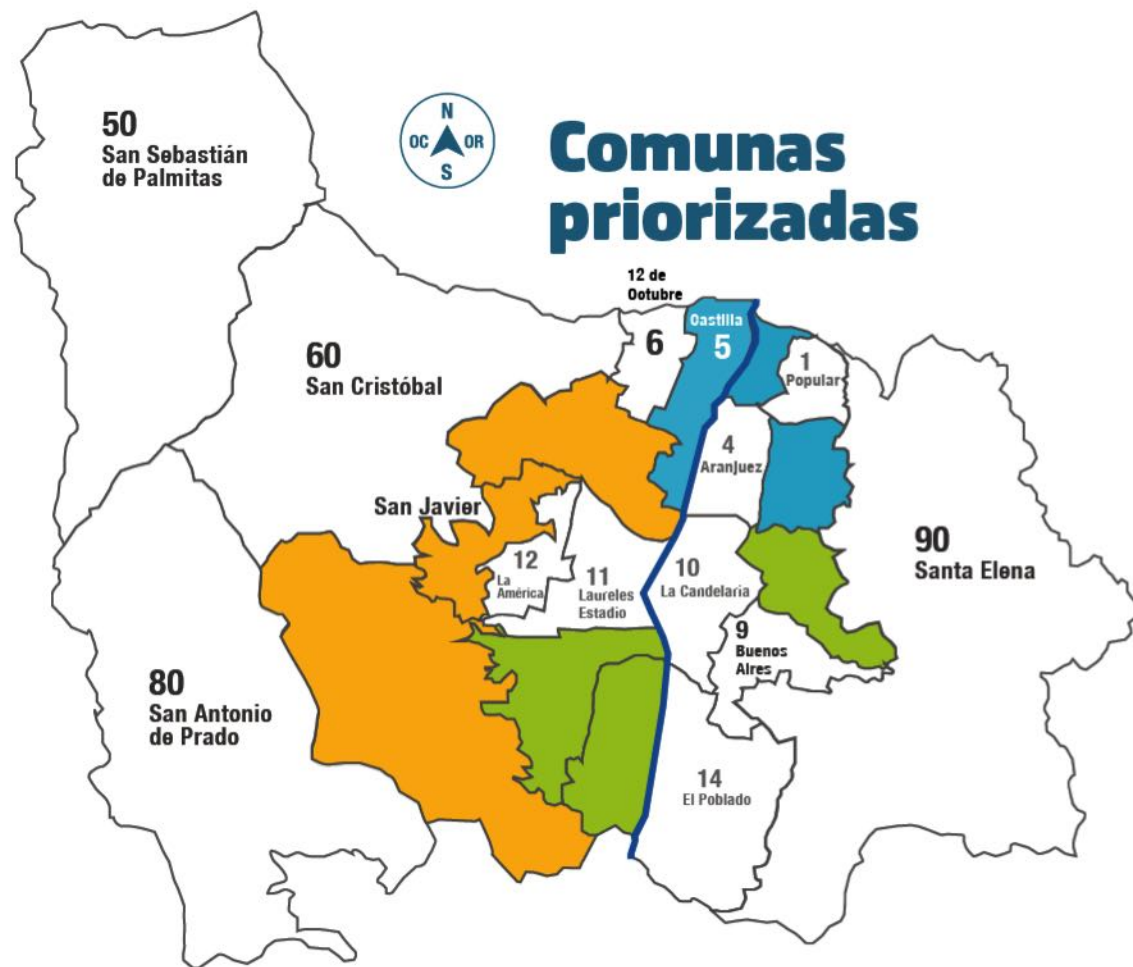 50
San Sebastián
de Palmitas
N
OC OR
S
Comunas
priorizadas
12 de
Ootubre
6
Oastilla
5
1
Popular
60
San Cristóbal
4
Aranjuez
San Javier
12
La
América
11
Laureles
Estadio
10
La Candelaria
90
Santa Elena
9
Buenos
Aires
80
San Antonio
de Prado
14
El Poblado